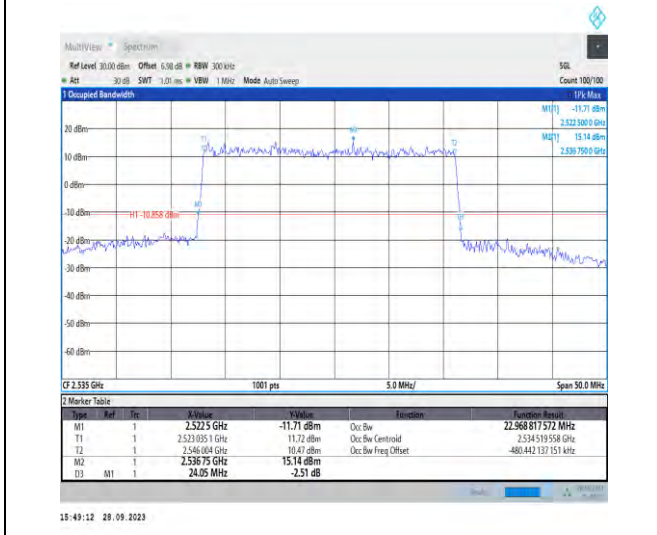 MultiView Spectrum
Ref Level 30.00 dBm Offset 6.98 dB RBW 300 kHz SGL
Att 30 dB SWT 1.01 ms VBW 1 MHz Mode Auto Sweep Count 100/100
1 Occupied Bandwidth 1Pk Max
M1[1] -11.71 dBm
2.522 500 0 GHz
M2[1] 15.14 dBm
2.536 750 0 GHz
20 dBm
T1
T2
10 dBm
0 dBm
-10 dBm
H1 -10.858 dBm
-20 dBm
-30 dBm
-40 dBm
-50 dBm
-60 dBm
CF 2.535 GHz 1001 pts 5.0 MHz/ Span 50.0 MHz
2 Marker Table
Type Ref Trc X-Value Y-Value Function Function Result
M1 1 2.5225 GHz -11.71 dBm Occ Bw 22.968 817 572 MHz
T1 1 2.523 035 1 GHz 11.72 dBm Occ Bw Centroid 2.534 519 558 GHz
T2 1 2.546 004 GHz 10.47 dBm Occ Bw Freq Offset -480.442 137 151 kHz
M2 1 2.53675 GHz 15.14 dBm
D3 M1 1 24.05 MHz -2.51 dB
15:49:12 28.09.2023